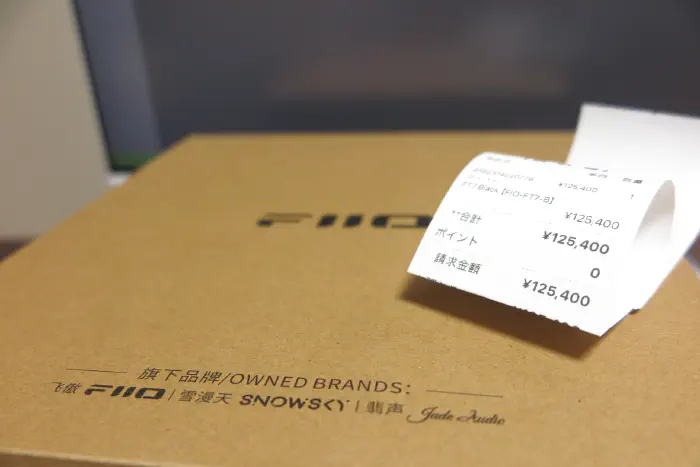 FIIO
¥125,400 1
FT7 Black【FIO-FT7-B】
¥125,400
**合計 ¥125,400
ポイント 0
請求金額 ¥125,400
旗下品牌/OWNED BRANDS:
飞傲 FIIO | 雪漫天 SNOWSKY | 翡声 Jade Audio